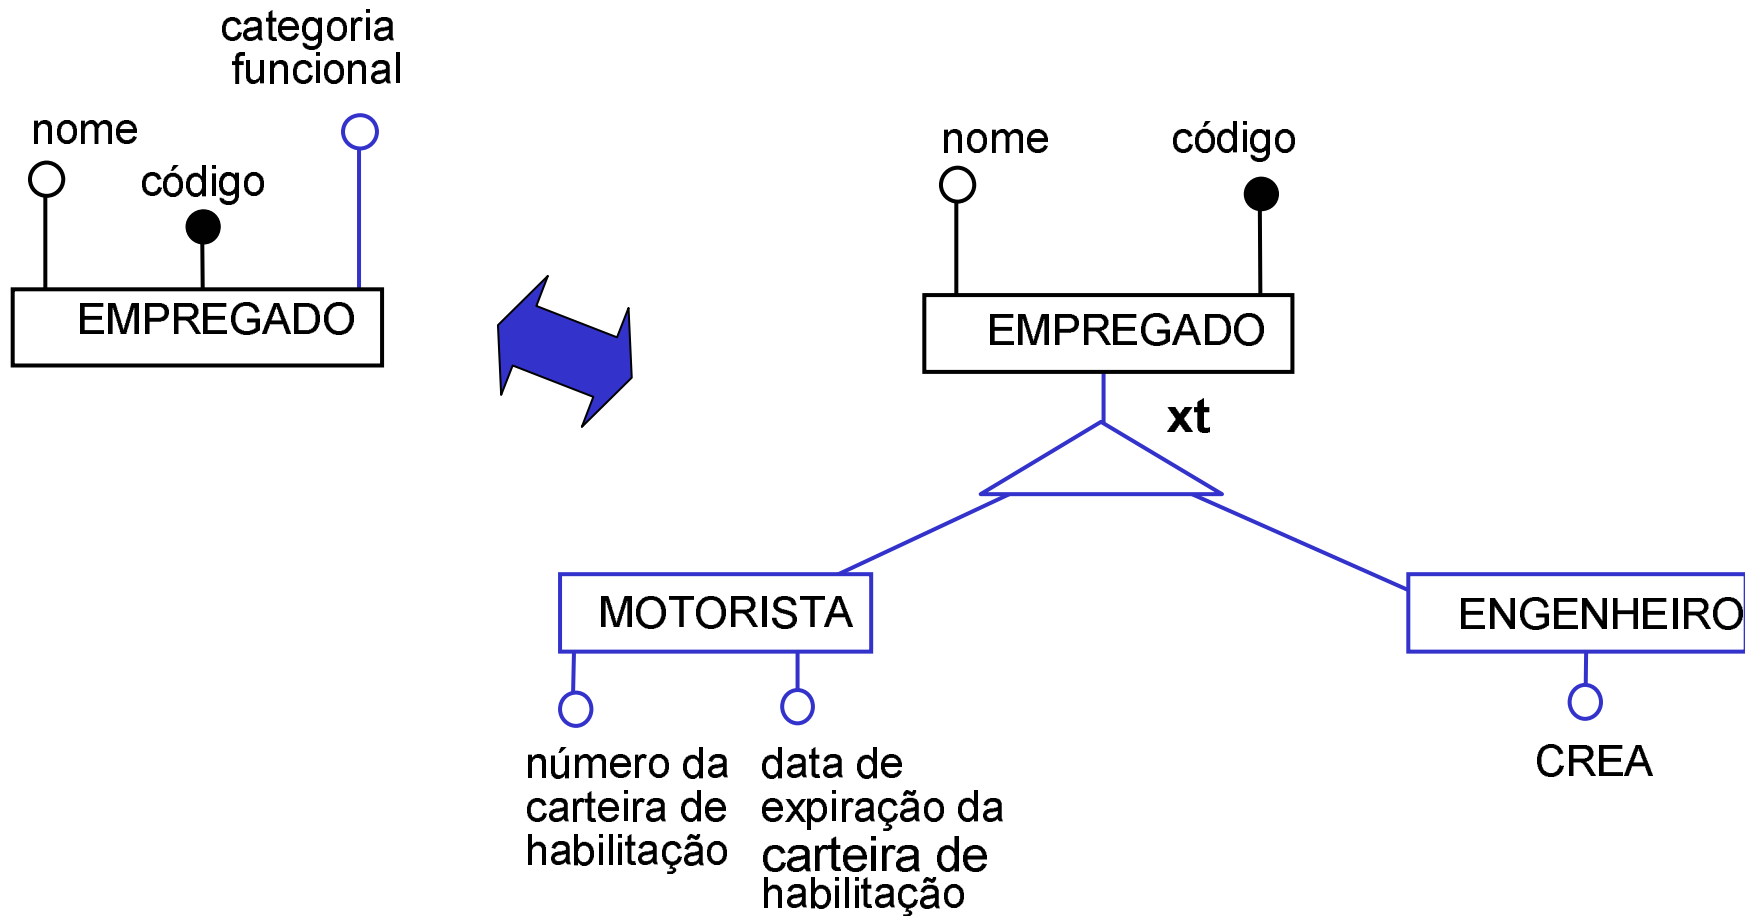 categoria
funcional
nome
código
EMPREGADO
nome
código
EMPREGADO
xt
MOTORISTA
ENGENHEIRO
número da
carteira de
habilitação
data de
expiração da
carteira de
habilitação
CREA